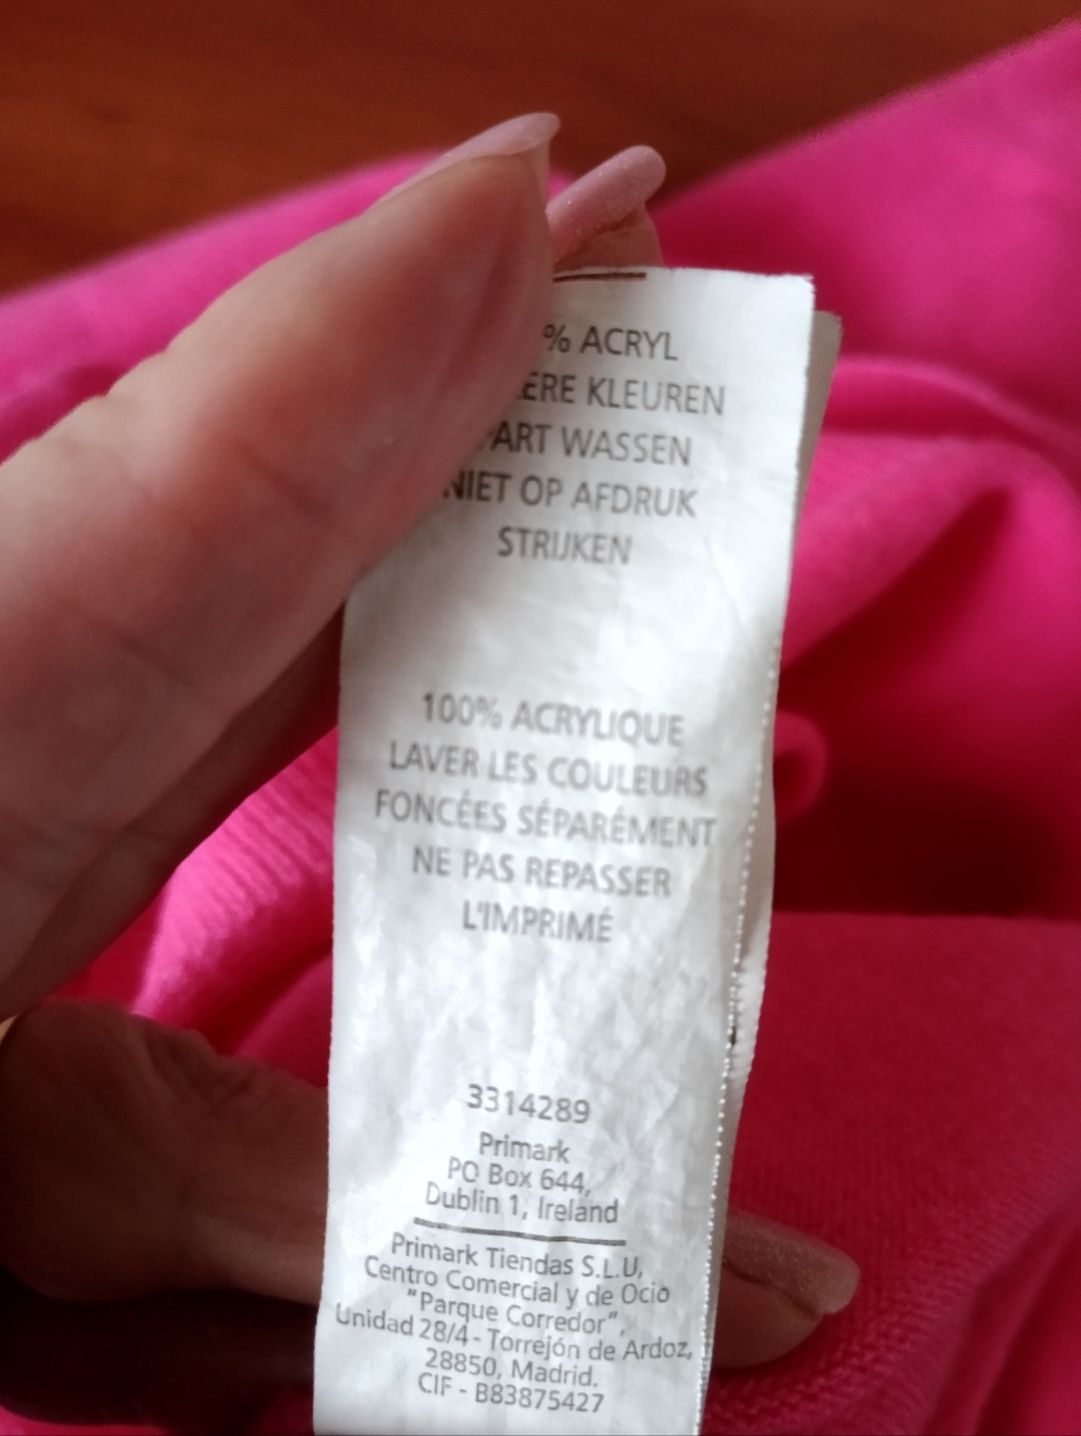 % ACRYL
KLEUREN
WASSEN
NIET OP AFDRUK
STRIJKEN
100% ACRYLIQUE
LAVER LES COULEURS
FONCÉES SÉPARÉMENT
NE PAS REPASSER
L'IMPRIMÉ
3314289
Primark
PO Box 644,
Dublin 1, Ireland
Primark Tiendas S.L.U,
Centro Comercial y de Ocio
"Parque Corredor",
Unidad 28/4 - Torrejón de Ardoz,
28850, Madrid.
CIF - B83875427